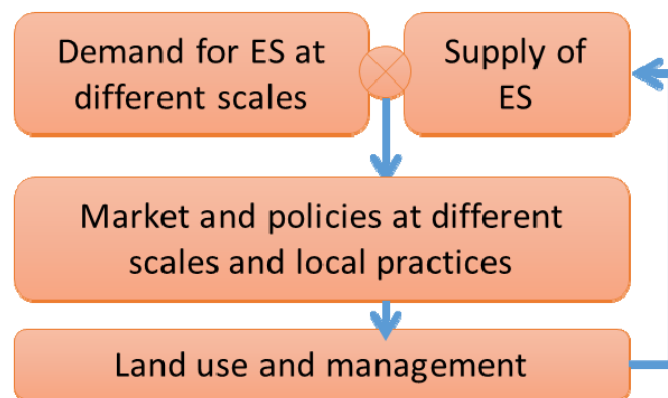 Demand for ES at
different scales
Supply of
ES
Market and policies at different
scales and local practices
Land use and management